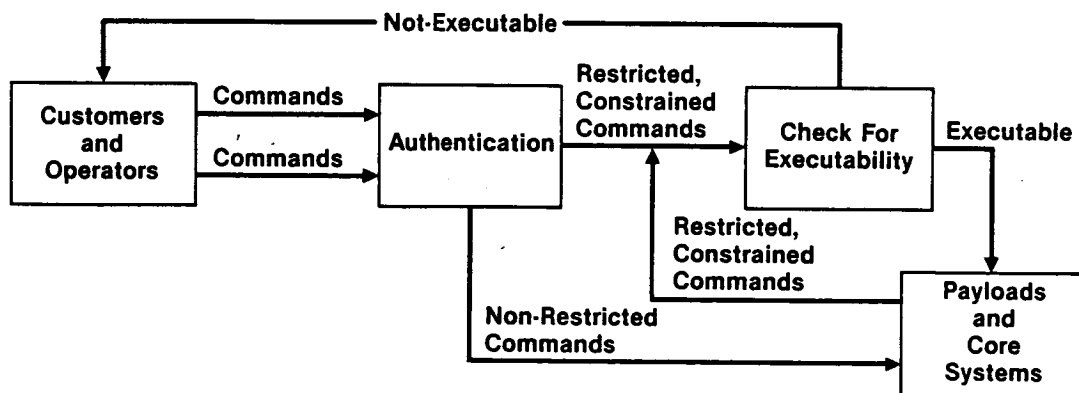 Not-Executable
Customers
and
Operators
Commands
Commands
Authentication
Restricted,
Constrained
Commands
Check For
Executability
Executable
Restricted,
Constrained
Commands
Non-Restricted
Commands
Payloads
and
Core
Systems